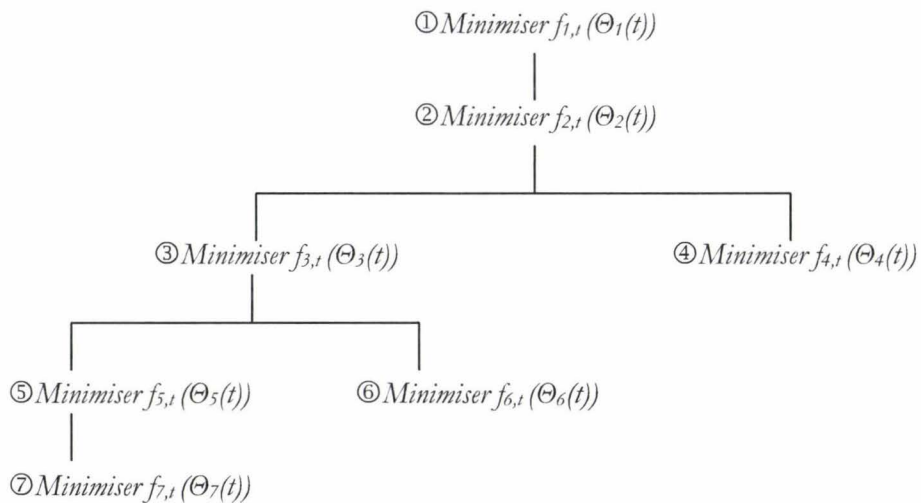 ①Minimiser f1,t (Θ1(t))
②Minimiser f2,t (Θ2(t))
③Minimiser f3,t (Θ3(t)) ④Minimiser f4,t (Θ4(t))
⑤Minimiser f5,t (Θ5(t)) ⑥Minimiser f6,t (Θ6(t))
⑦Minimiser f7,t (Θ7(t))